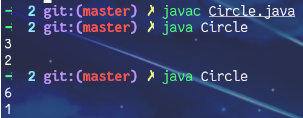 → 2 git:(master) ✗ javac Circle.java
→ 2 git:(master) ✗ java Circle
3
2
→ 2 git:(master) ✗ java Circle
6
1